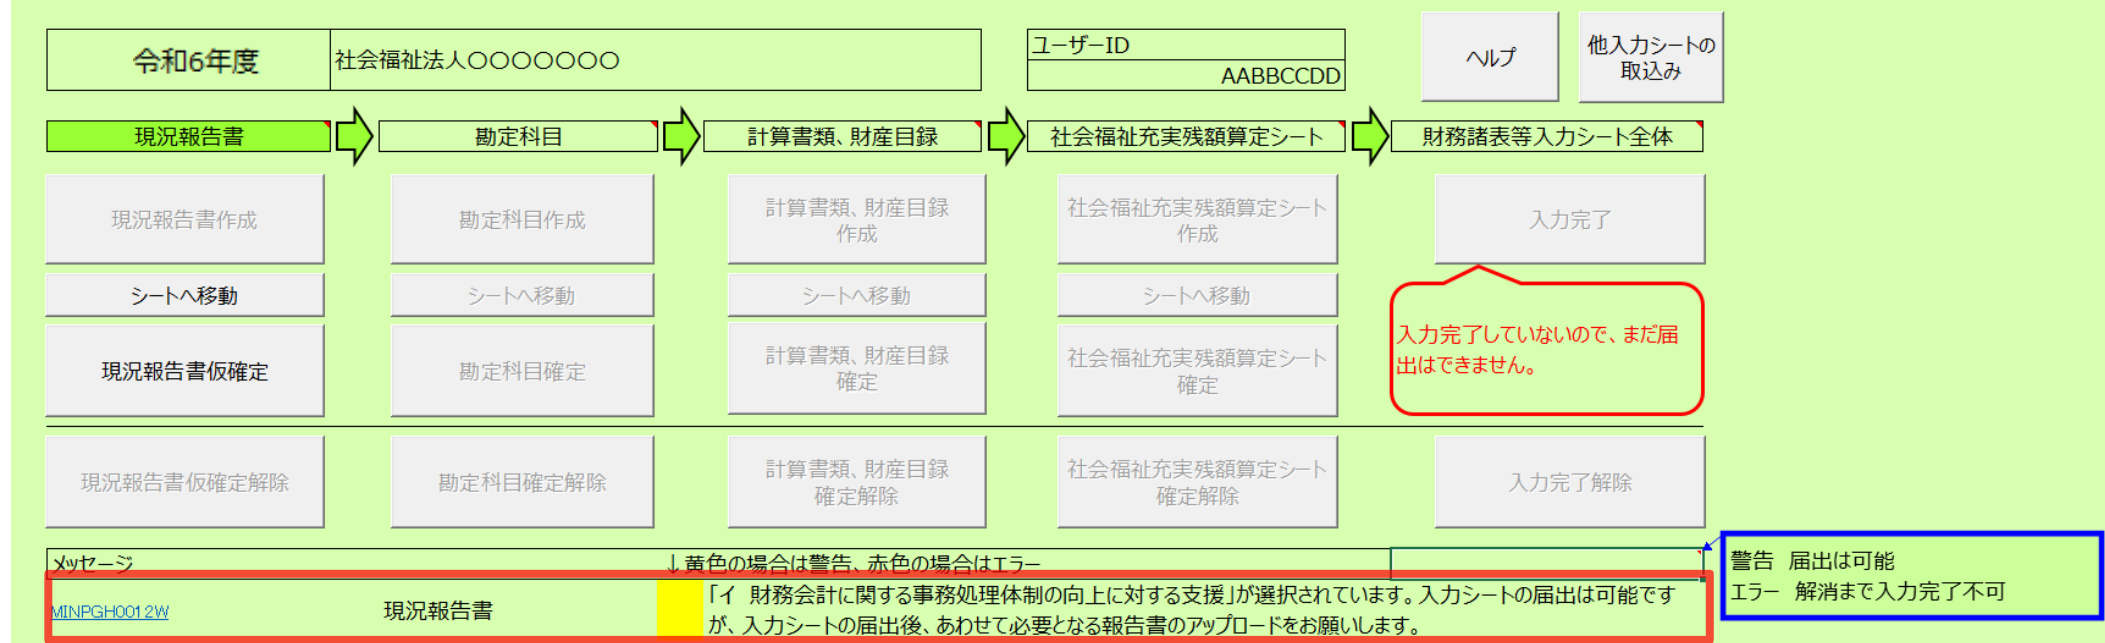 令和6年度
社会福祉法人〇〇〇〇〇〇〇
ユーザーID
AABBCCDD
ヘルプ
他入力シートの
取込み
現況報告書
勘定科目
計算書類、財産目録
社会福祉充実残額算定シート
財務諸表等入力シート全体
現況報告書作成
勘定科目作成
計算書類、財産目録
作成
社会福祉充実残額算定シート
作成
入力完了
シートへ移動
シートへ移動
シートへ移動
シートへ移動
入力完了していないので、まだ届
出はできません。
現況報告書仮確定
勘定科目確定
計算書類、財産目録
確定
社会福祉充実残額算定シート
確定
現況報告書仮確定解除
勘定科目確定解除
計算書類、財産目録
確定解除
社会福祉充実残額算定シート
確定解除
入力完了解除
メッセージ
↓黄色の場合は警告、赤色の場合はエラー
警告 届出は可能
エラー 解消まで入力完了不可
MINPGH0012W
現況報告書
「イ 財務会計に関する事務処理体制の向上に対する支援」が選択されています。入力シートの届出は可能です
が、入力シートの届出後、あわせて必要となる報告書のアップロードをお願いします。